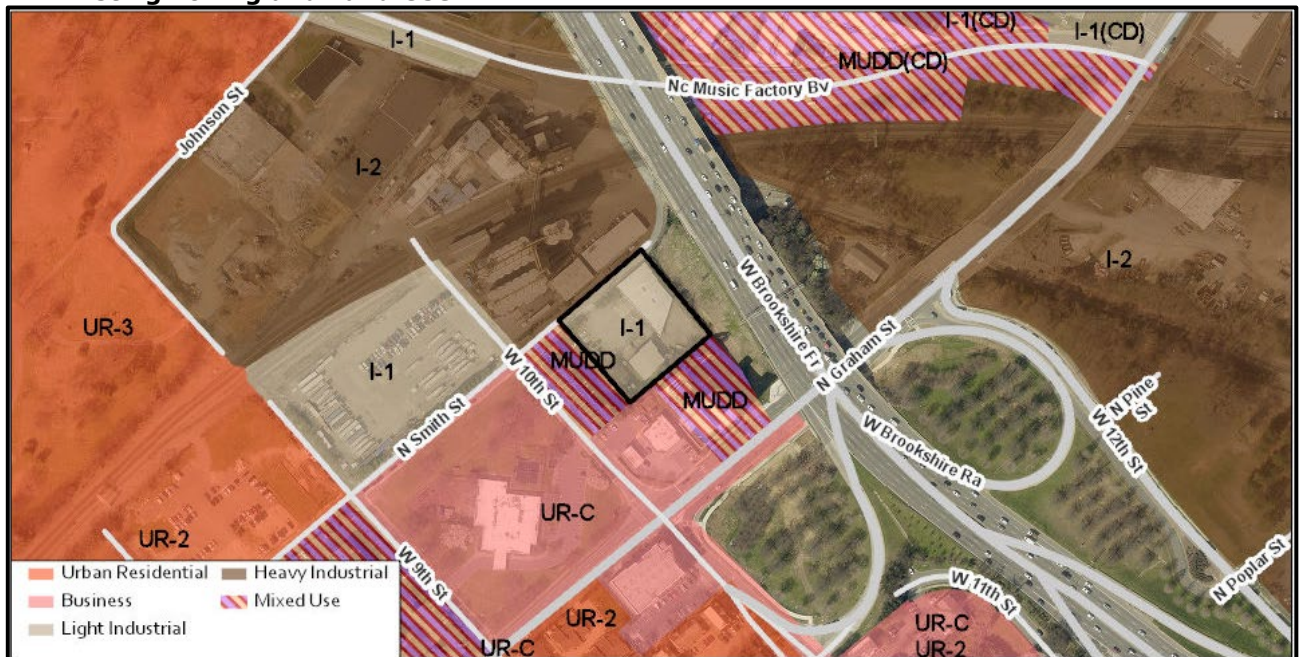 I-1
I-1(CD)
I-1(CD)
MUDD(CD)
Nc Music Factory Bv
Johnson St
I-2
W Brookshire Fr
I-2
I-1
UR-3
MUDD
N Graham St
I-1
W 10th St
MUDD
N Pine St
N Smith St
W 12th St
W Brookshire Ra
UR-C
UR-2
W 9th St
N Poplar St
W 11th St
UR-2
UR-C
UR-C
UR-2
Urban Residential
Heavy Industrial
Business
Mixed Use
Light Industrial